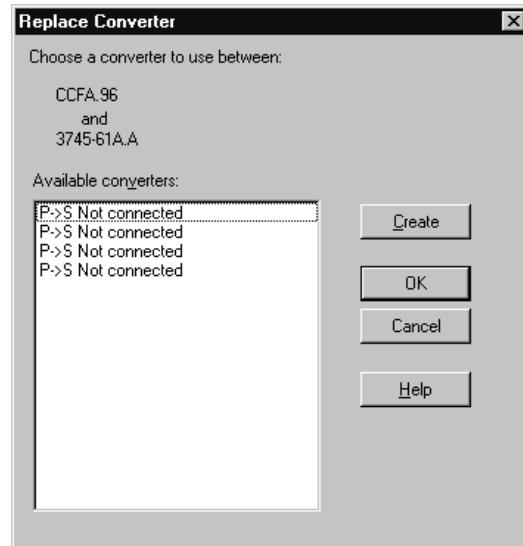 Replace Converter
Choose a converter to use between:
CCFA.96
and
3745-61A.A
Available converters:
P->S Not connected
P->S Not connected
P->S Not connected
P->S Not connected
Create
OK
Cancel
Help